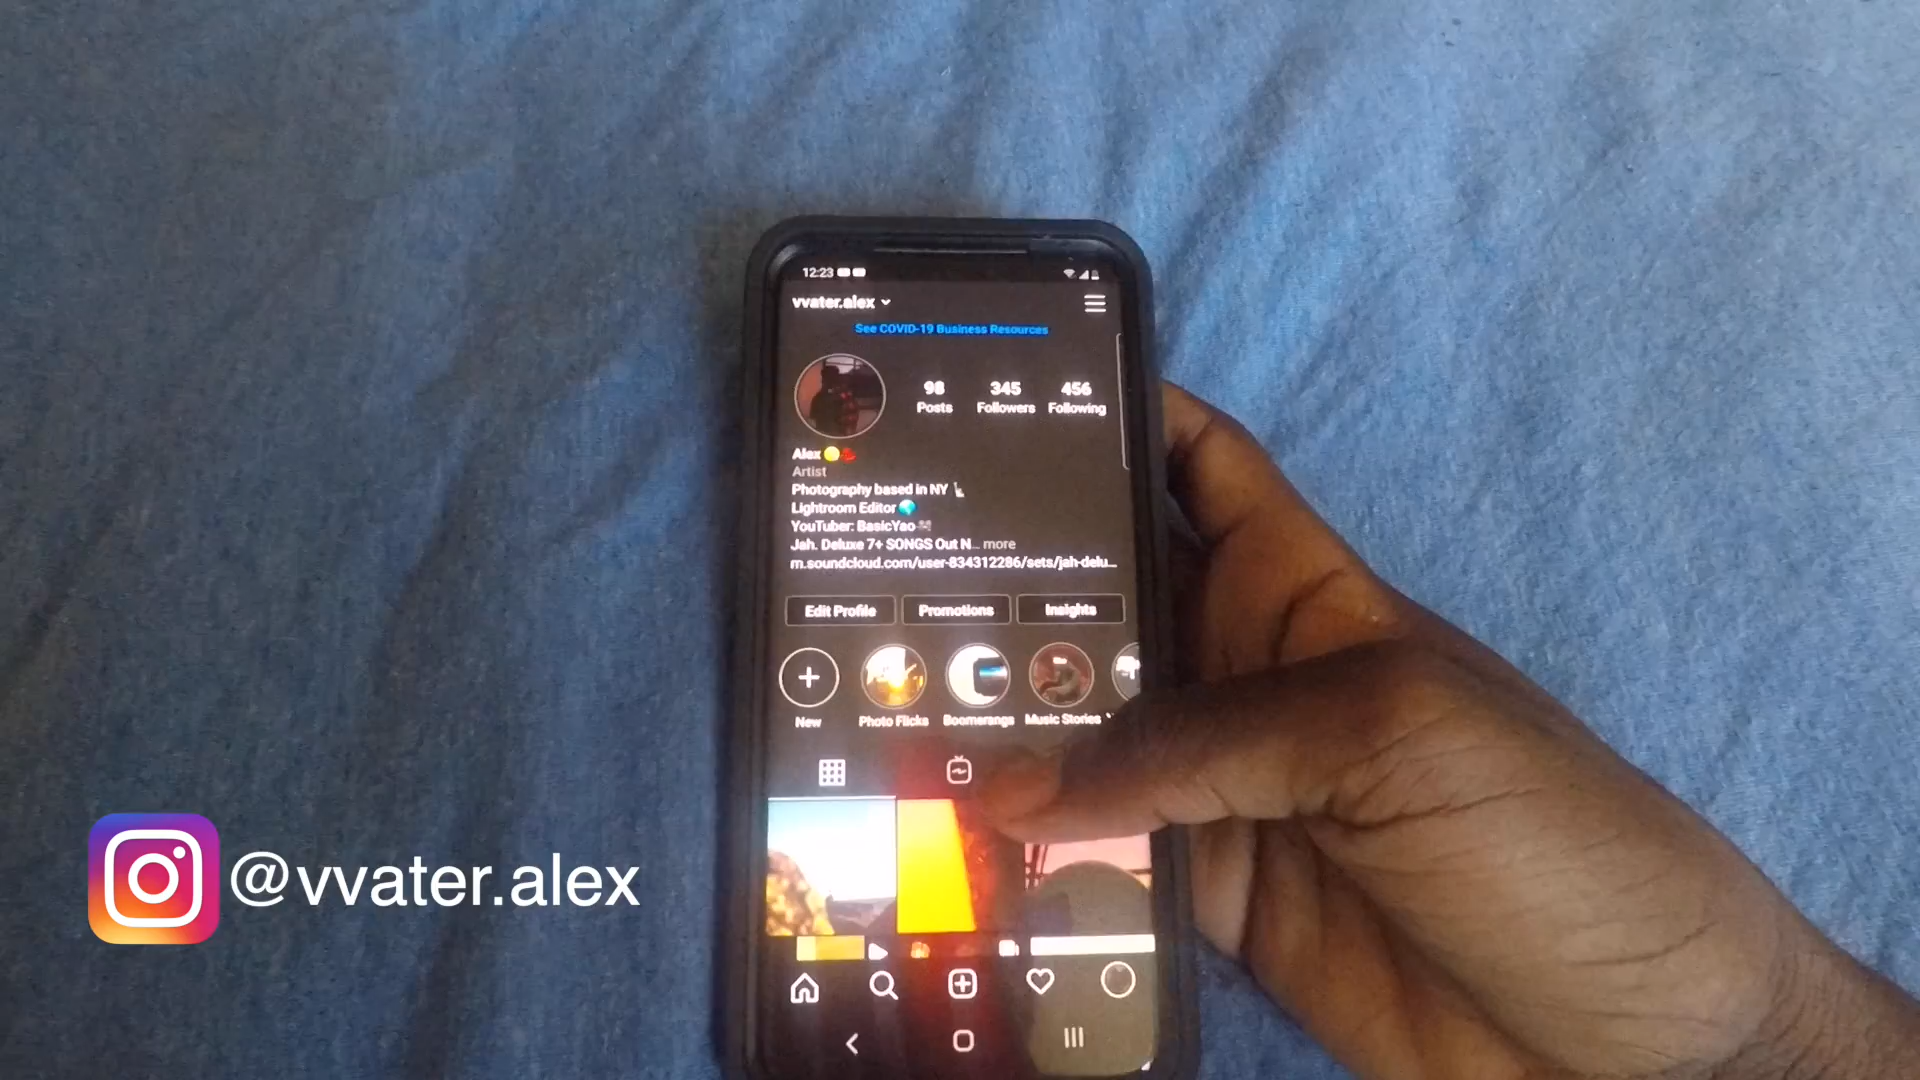 12:23
vvater.alex
See COVID-19 Business Resources
98 345 456
Posts Followers Following
Alex
Artist
Photography based in NY
Lightroom Editor
YouTuber: BasicYao
Jah. Deluxe 7+ SONGS Out N... more
m.soundcloud.com/user-834312286/sets/jah-delu...
Edit Profile Promotions Insights
New Photo Flicks Boomerangs Music Stories
@vvater.alex